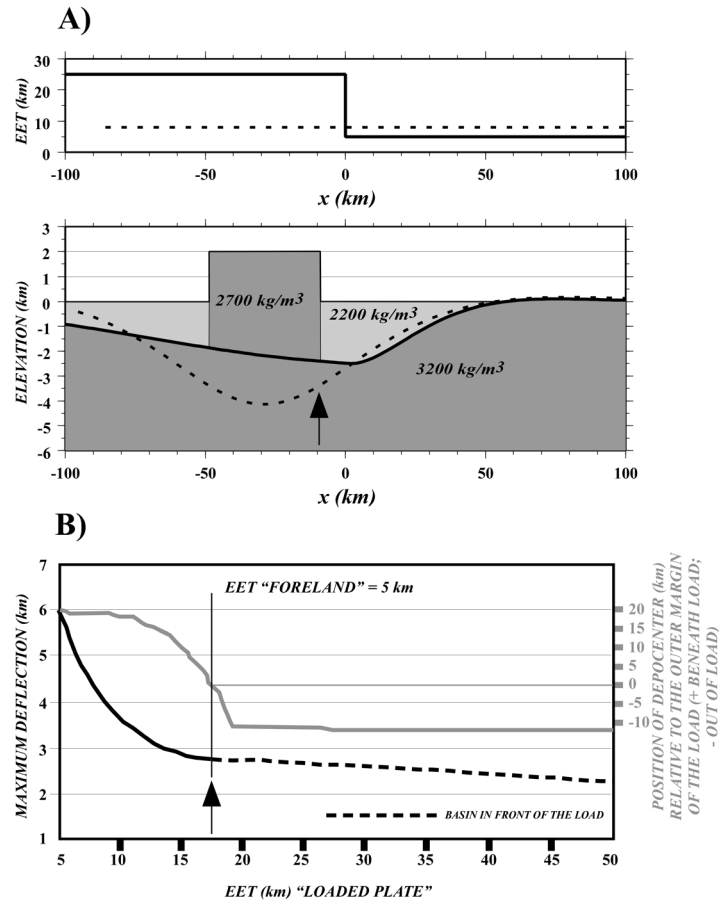 A)
30
20
10
0
EET (km)
-100
-50
0
50
100
x (km)
3
2
1
0
-1
-2
-3
-4
-5
-6
ELEVATION (km)
2700 kg/m3
2200 kg/m3
3200 kg/m3
-100
-50
0
50
100
x (km)
B)
7
6
5
4
3
2
1
MAXIMUM DEFLECTION (km)
EET “FORELAND” = 5 km
20
15
10
5
0
-5
-10
POSITION OF DEPOCENTER (km)
RELATIVE TO THE OUTER MARGIN
OF THE LOAD (+ BENEATH LOAD;
- OUT OF LOAD)
BASIN IN FRONT OF THE LOAD
5
10
15
20
25
30
35
40
45
50
EET (km) “LOADED PLATE”